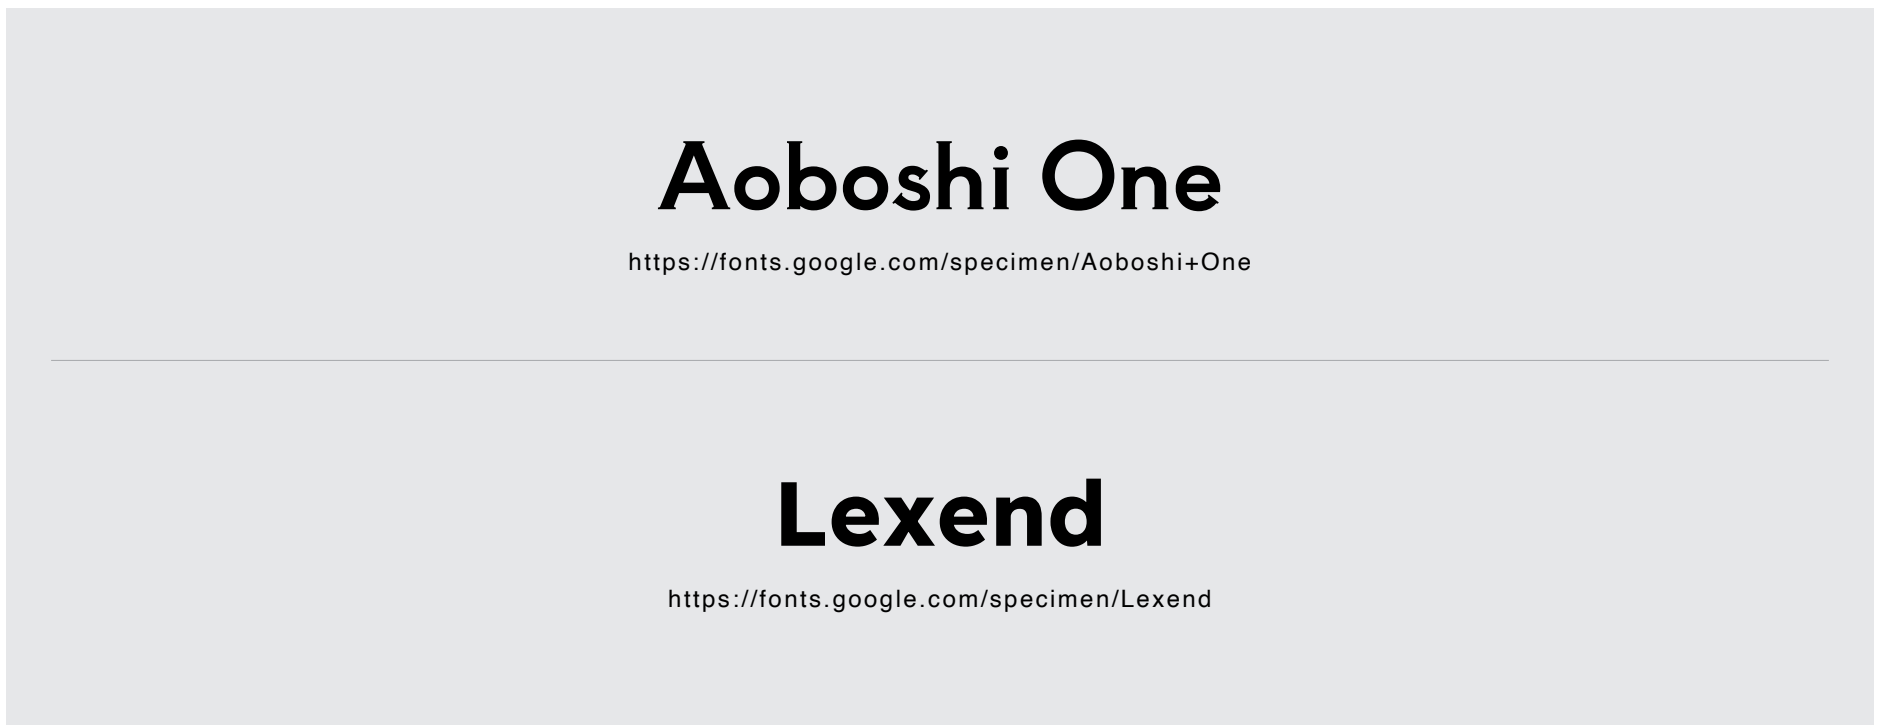 Aoboshi One
https://fonts.google.com/specimen/Aoboshi+One
Lexend
https://fonts.google.com/specimen/Lexend